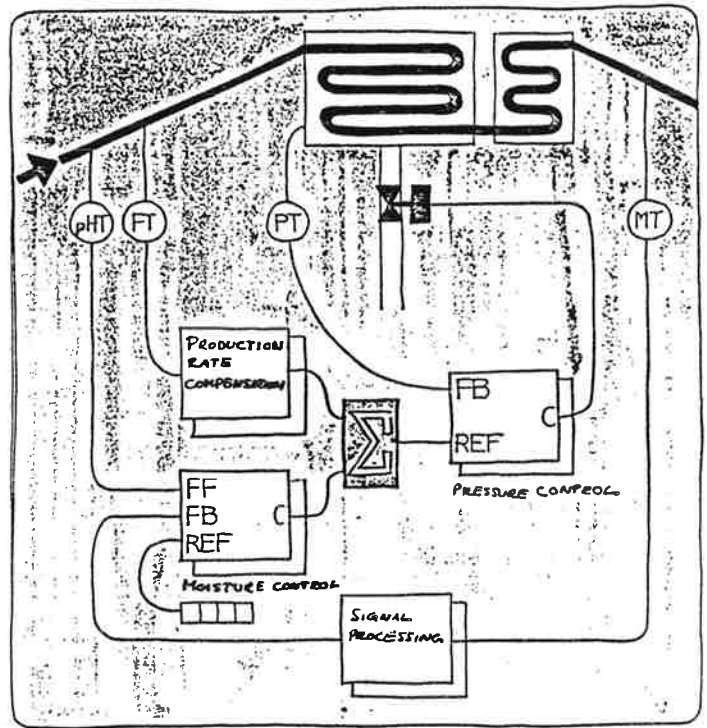 pHT
FT
PT
MT
PRODUCTION
RATE
COMPENSATION
FB
REF
C
Σ
PRESSURE CONTROL
FF
FB
REF
C
MOISTURE CONTROL
SIGNAL
PROCESSING